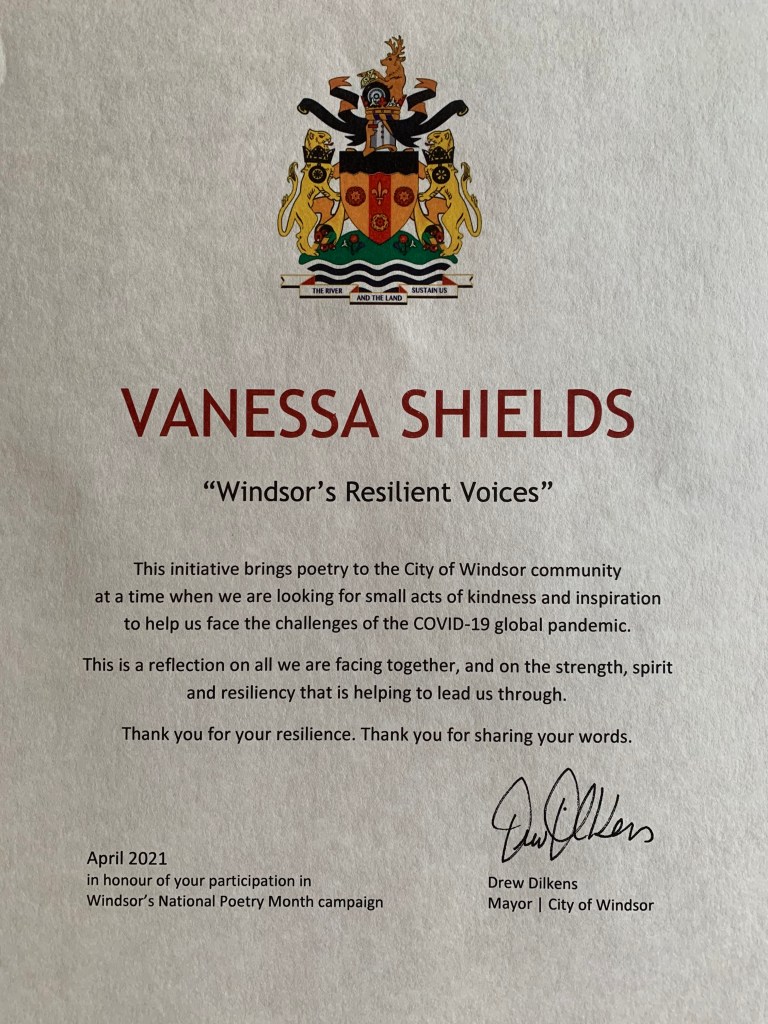 THE RIVER
AND THE LAND
SUSTAIN US
VANESSA SHIELDS
“Windsor’s Resilient Voices”
This initiative brings poetry to the City of Windsor community
at a time when we are looking for small acts of kindness and inspiration
to help us face the challenges of the COVID-19 global pandemic.
This is a reflection on all we are facing together, and on the strength, spirit
and resiliency that is helping to lead us through.
Thank you for your resilience. Thank you for sharing your words.
April 2021
in honour of your participation in
Windsor’s National Poetry Month campaign
Drew Dilkens
Drew Dilkens
Mayor | City of Windsor